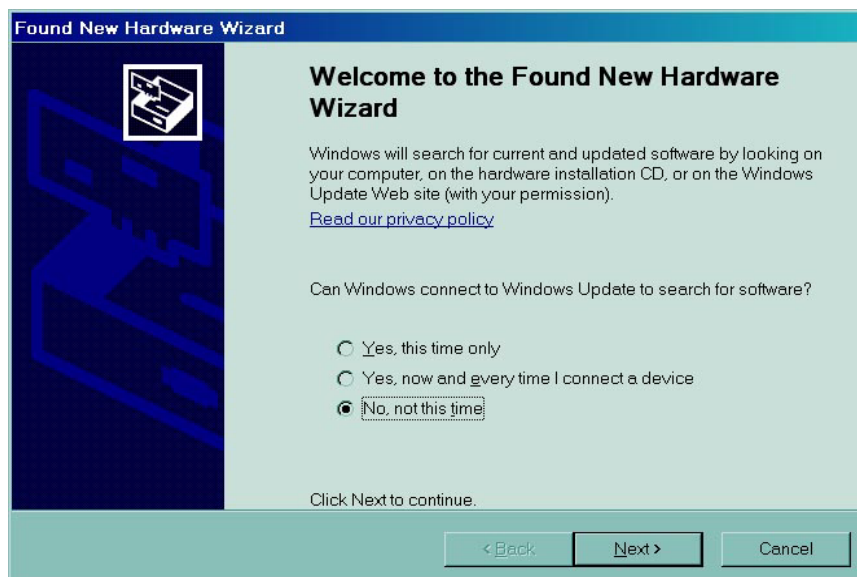 Found New Hardware Wizard
Welcome to the Found New Hardware
Wizard
Windows will search for current and updated software by looking on
your computer, on the hardware installation CD, or on the Windows
Update Web site (with your permission).
Read our privacy policy
Can Windows connect to Windows Update to search for software?
Yes, this time only
Yes, now and every time I connect a device
No, not this time
Click Next to continue.
< Back Next > Cancel